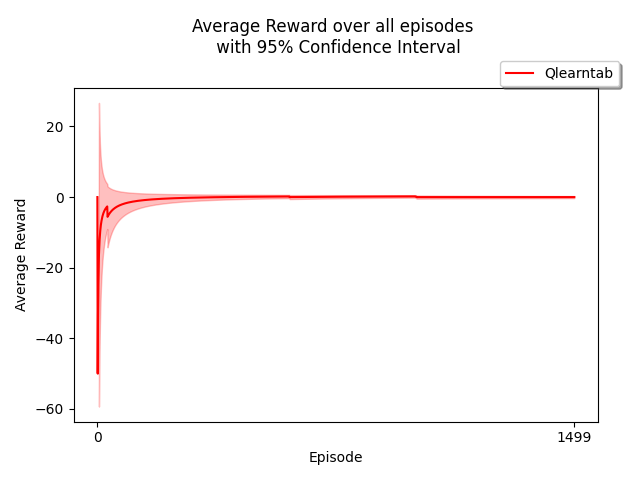 Average Reward over all episodes
with 95% Confidence Interval
Qlearntab
Average Reward
20
0
−20
−40
−60
0
1499
Episode